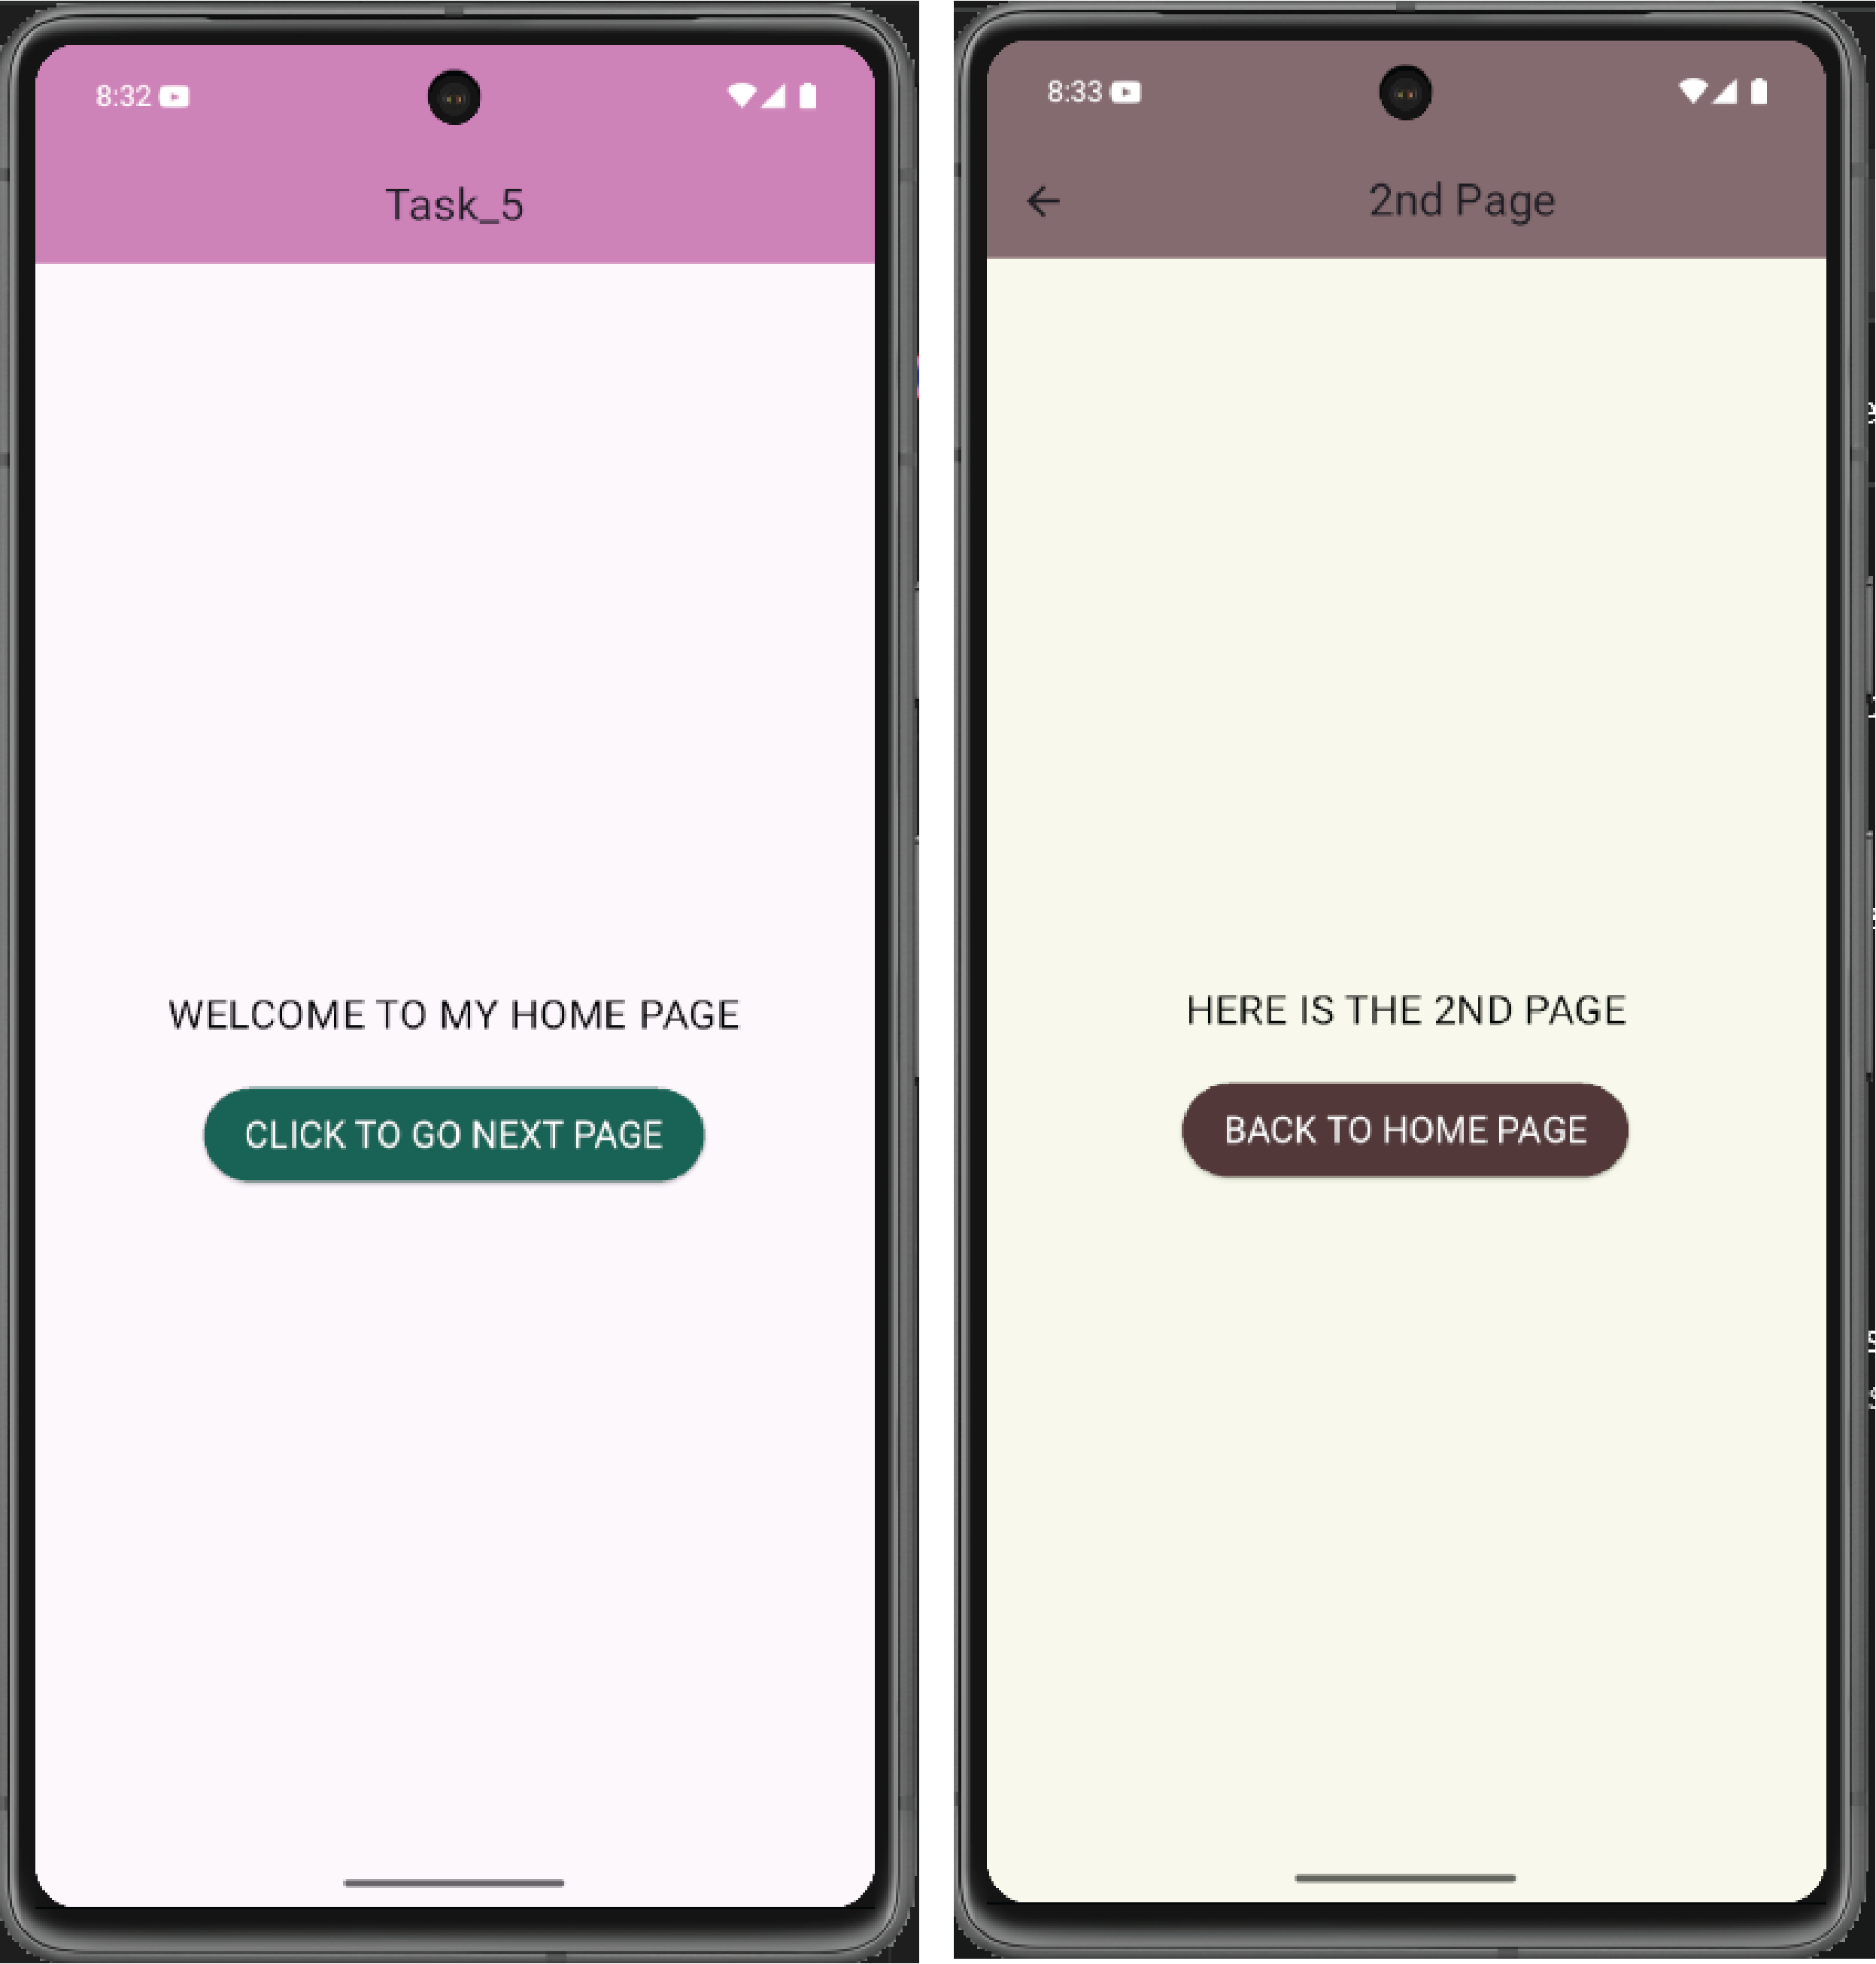 8:32
Task_5
WELCOME TO MY HOME PAGE
CLICK TO GO NEXT PAGE
8:33
2nd Page
HERE IS THE 2ND PAGE
BACK TO HOME PAGE